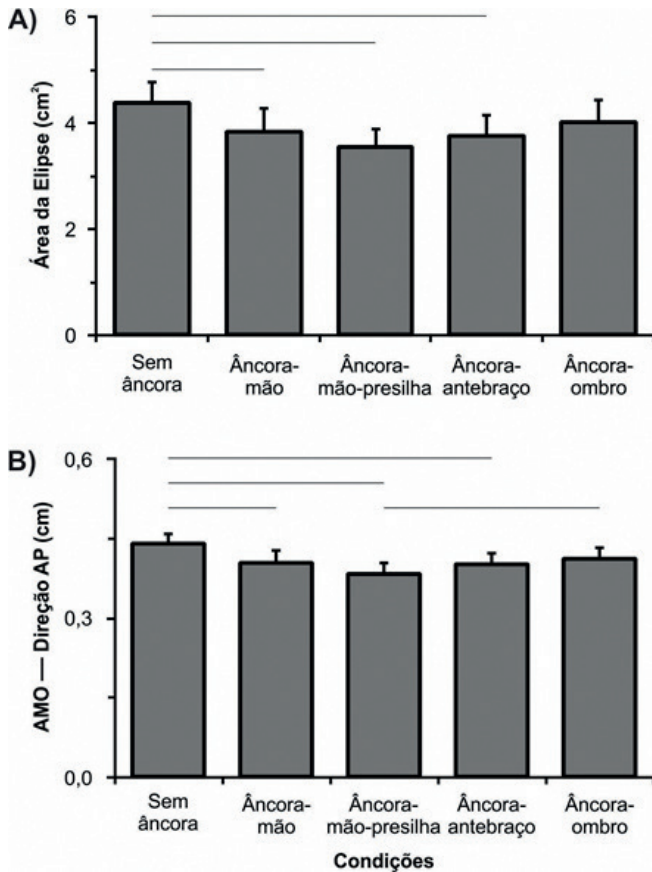 A)
Área da Elipse (cm²)
6
4
2
0
Sem
âncora
Âncora-
mão
Âncora-
mão-presilha
Âncora-
antebraço
Âncora-
ombro
B)
AMO — Direção AP (cm)
0,6
0,3
0,0
Sem
âncora
Âncora-
mão
Âncora-
mão-presilha
Âncora-
antebraço
Âncora-
ombro
Condições